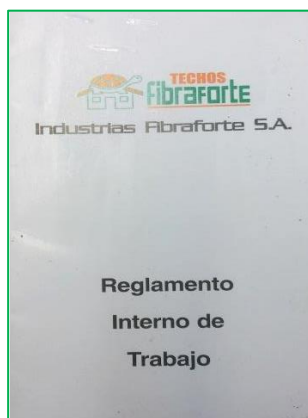 TECHOS
Fibraforte
Industrias Fibraforte S.A.
Reglamento
Interno de
Trabajo